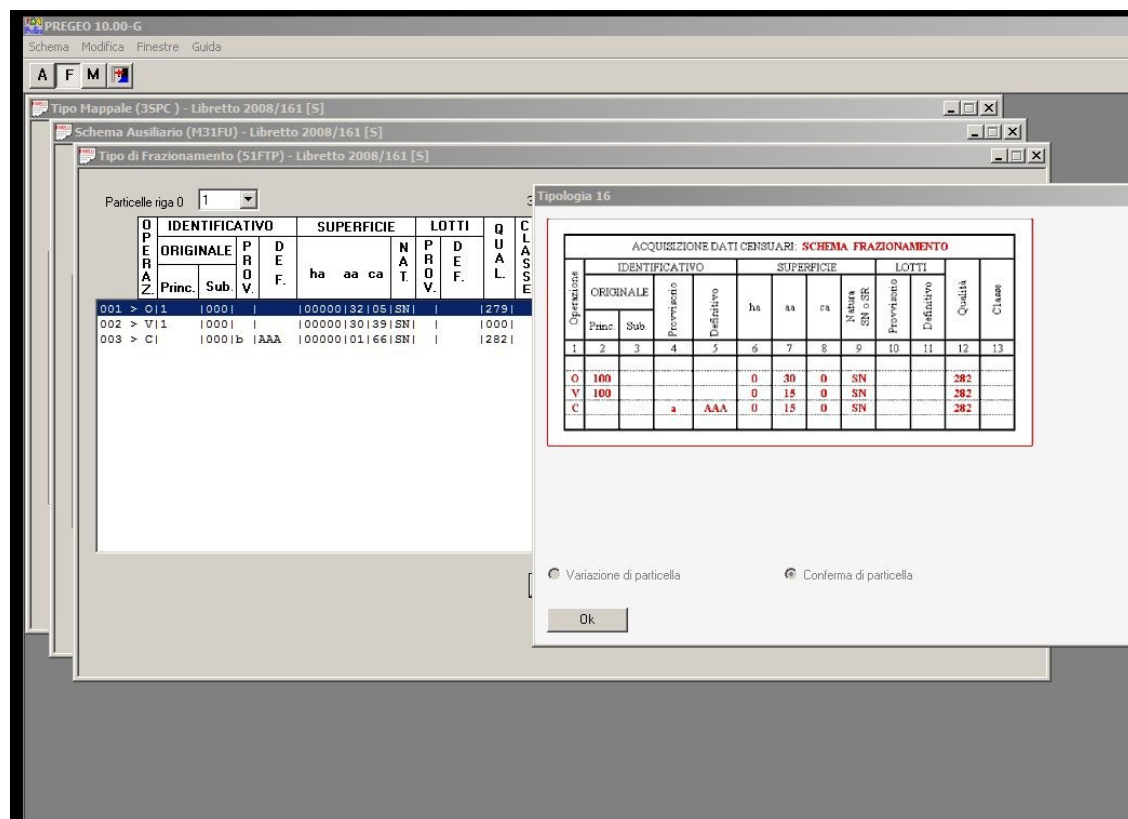 PREGEO 10.00-G
Schema Modifica Finestre Guida
A F M
Tipo Mappale (3SPC ) - Libretto 2008/161 [S]
Schema Ausiliario (M31FU) - Libretto 2008/161 [S]
Tipo di Frazionamento (51FTP) - Libretto 2008/161 [S]
Particelle riga 0 1
OPERAZ. IDENTIFICATIVO SUPERFICIE LOTTI QUAL. CLASSE
ORIGINALE PROV. DEF. ha aa ca NAT. PROV. DEF.
Princ. Sub.
001 > O|1 |000| | |00000|32|05|SN| | |279|
002 > V|1 |000| | |00000|30|39|SN| | |000|
003 > C| |000|b |AAA |00000|01|66|SN| | |282|
Tipologia 16
ACQUISIZIONE DATI CENSUARI: SCHEMA FRAZIONAMENTO
Operazione IDENTIFICATIVO SUPERFICIE LOTTI Qualità Classe
ORIGINALE Provvisorio Definitivo ha aa ca Natura SN o SR Provvisorio Definitivo
Princ. Sub.
1 2 3 4 5 6 7 8 9 10 11 12 13
O 100 0 30 0 SN 282
V 100 0 15 0 SN 282
C a AAA 0 15 0 SN 282
Variazione di particella Conferma di particella
Ok